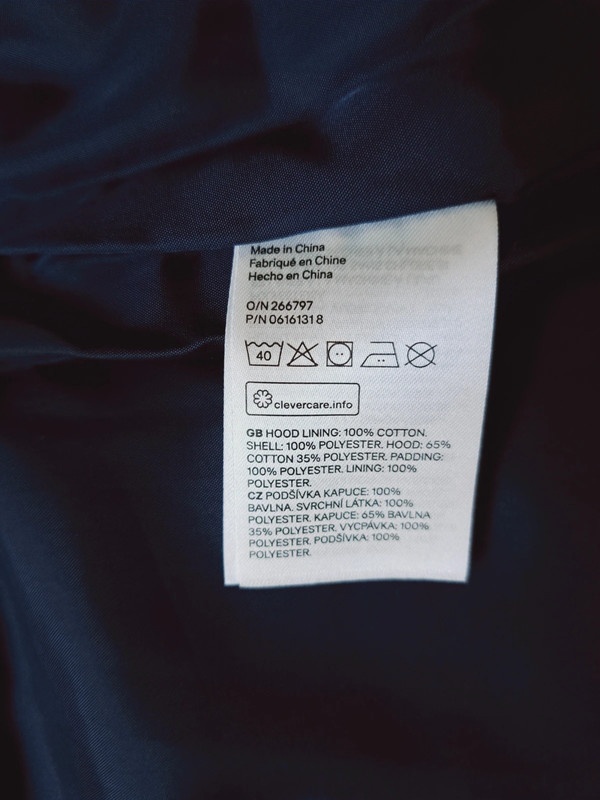 Made in China
Fabriqué en Chine
Hecho en China
O/N 266797
P/N 06161318
40
clevercare.info
GB HOOD LINING: 100% COTTON.
SHELL: 100% POLYESTER. HOOD: 65%
COTTON 35% POLYESTER. PADDING:
100% POLYESTER. LINING: 100%
POLYESTER.
CZ PODŠÍVKA KAPUCE: 100%
BAVLNA. SVRCHNÍ LÁTKA: 100%
POLYESTER. KAPUCE: 65% BAVLNA
35% POLYESTER. VYCPÁVKA: 100%
POLYESTER. PODŠÍVKA: 100%
POLYESTER.